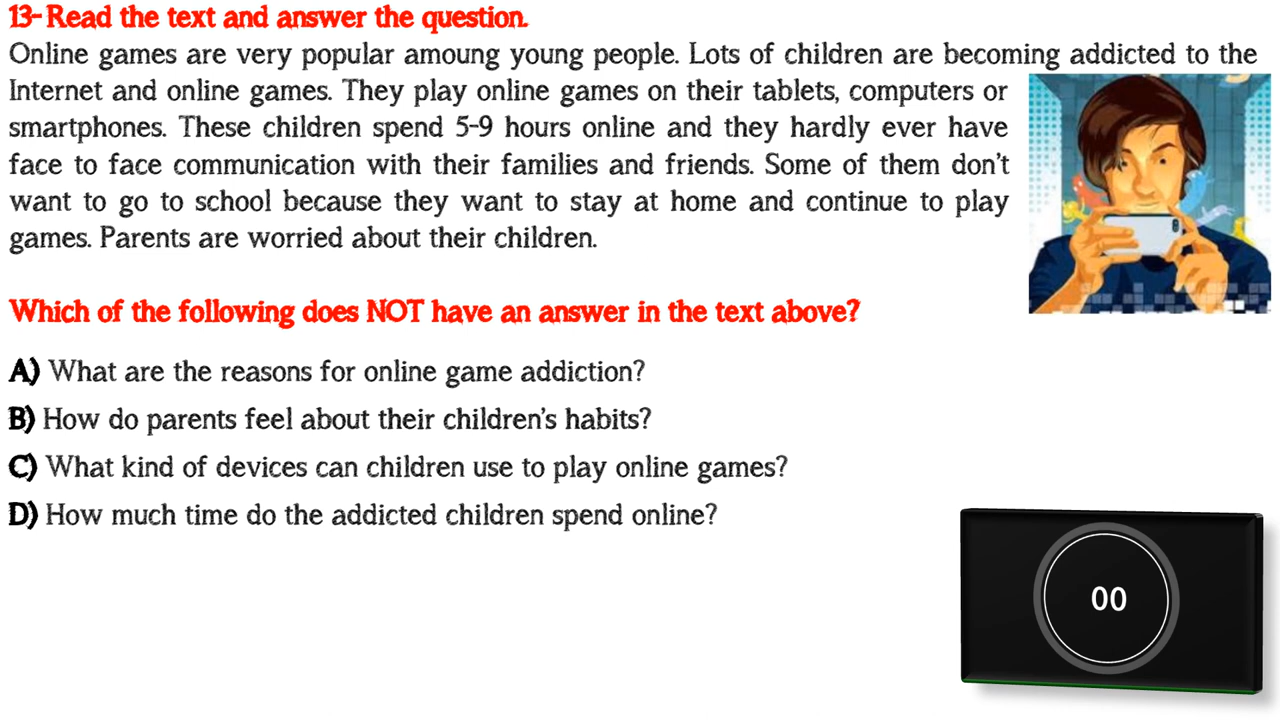 13- Read the text and answer the question.
Online games are very popular amoung young people. Lots of children are becoming addicted to the
Internet and online games. They play online games on their tablets, computers or
smartphones. These children spend 5-9 hours online and they hardly ever have
face to face communication with their families and friends. Some of them don't
want to go to school because they want to stay at home and continue to play
games. Parents are worried about their children.
Which of the following does NOT have an answer in the text above?
A) What are the reasons for online game addiction?
B) How do parents feel about their children's habits?
C) What kind of devices can children use to play online games?
D) How much time do the addicted children spend online?
00